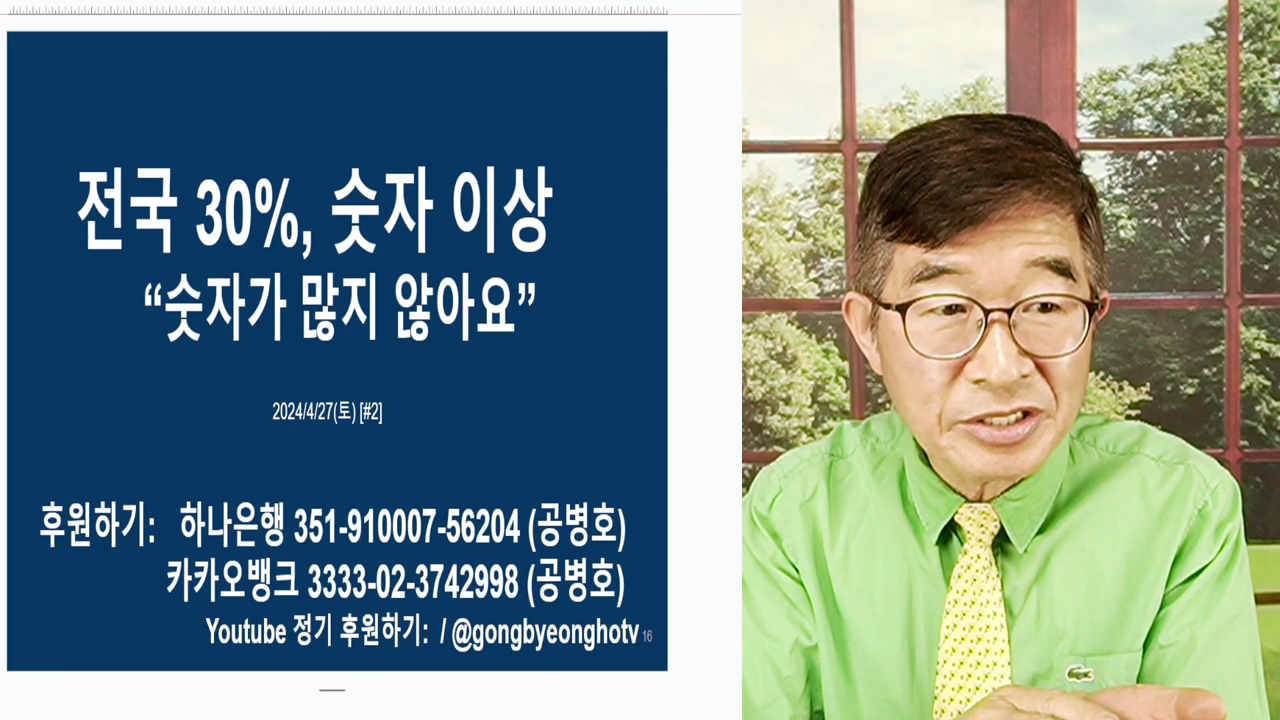 전국 30%, 숫자 이상
“숫자가 많지 않아요”
2024/4/27(토) [#2]
후원하기: 하나은행 351-910007-56204 (공병호)
카카오뱅크 3333-02-3742998 (공병호)
Youtube 정기 후원하기: / @gongbyeonghotv
16